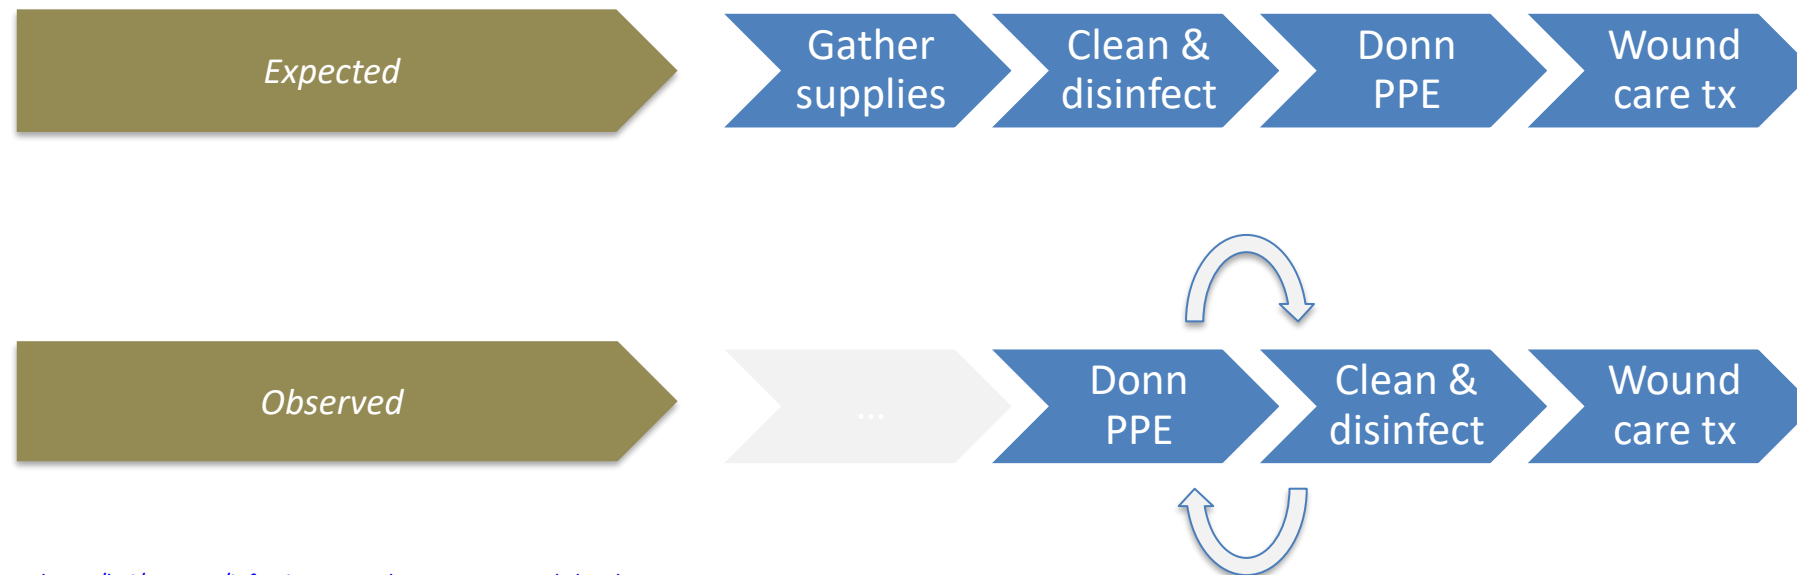 Expected
Gather
supplies
Clean &
disinfect
Donn
PPE
Wound
care tx
Observed
...
Donn
PPE
Clean &
disinfect
Wound
care tx